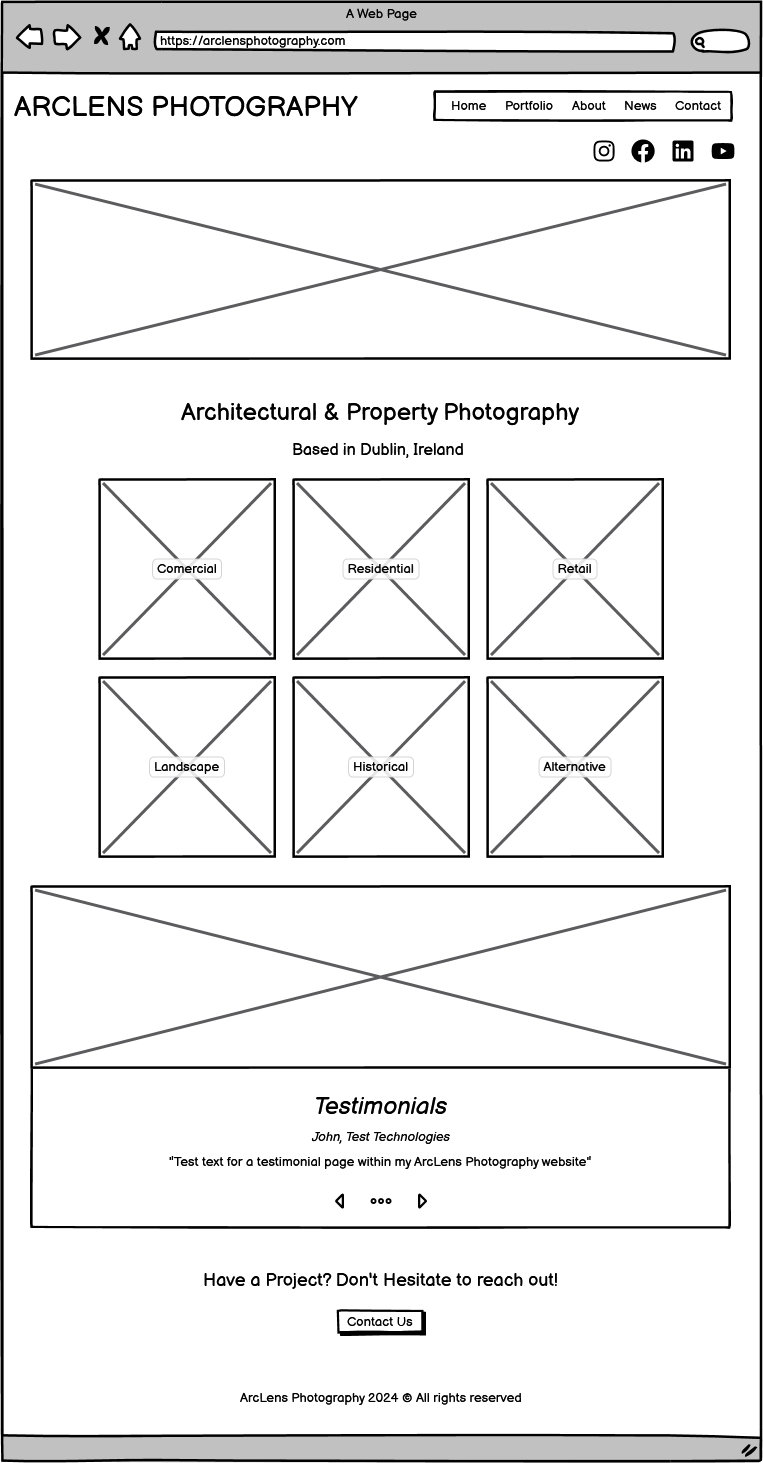 A Web Page
https://arclensphotography.com
ARCLENS PHOTOGRAPHY
Home Portfolio About News Contact
Architectural & Property Photography
Based in Dublin, Ireland
Comercial Residential Retail
Landscape Historical Alternative
Testimonials
John, Test Technologies
"Test text for a testimonial page within my ArcLens Photography website"
Have a Project? Don't Hesitate to reach out!
Contact Us
ArcLens Photography 2024 © All rights reserved